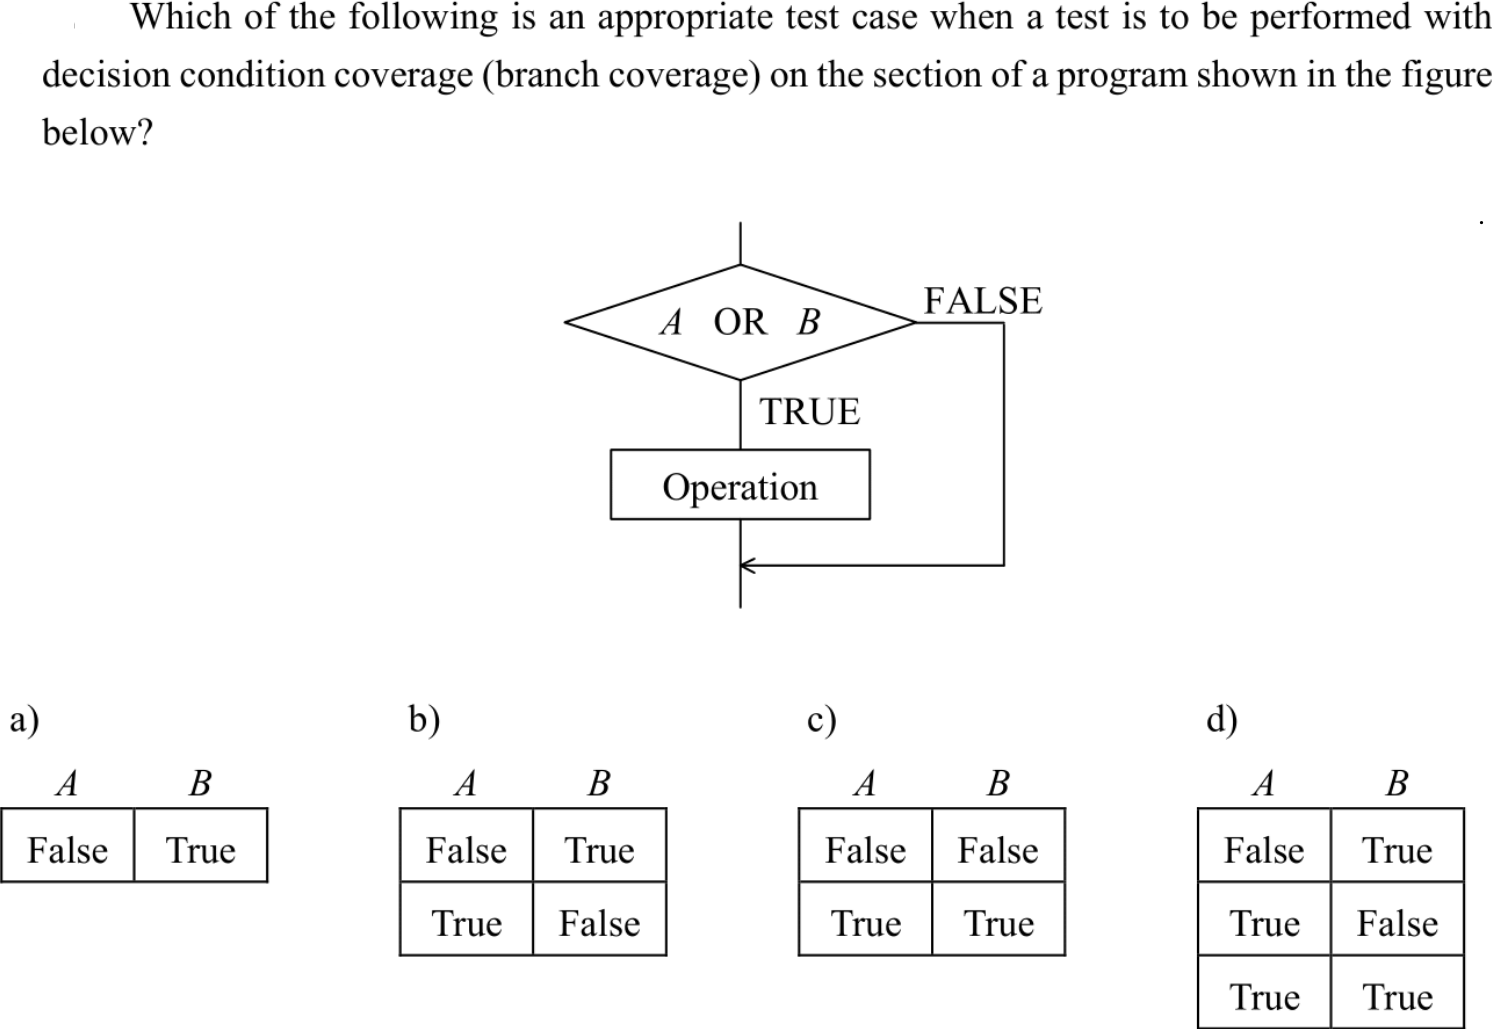 Which of the following is an appropriate test case when a test is to be performed with
decision condition coverage (branch coverage) on the section of a program shown in the figure
below?
A OR B
FALSE
TRUE
Operation
a) b) c) d)
A B A B A B A B
False True False True False False False True
True False True True True False
True True